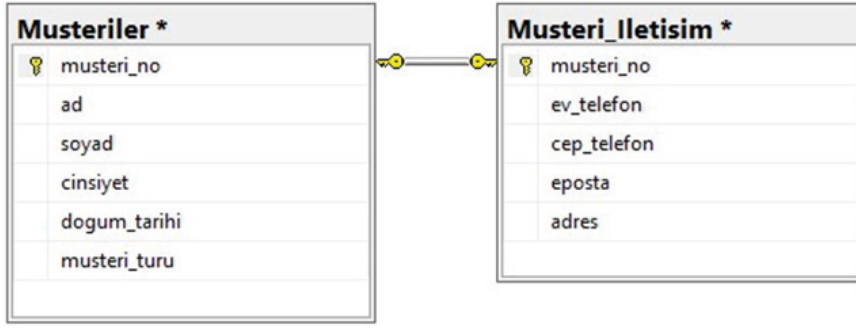 Musteriler *
musteri_no
ad
soyad
cinsiyet
dogum_tarihi
musteri_turu
Musteri_Iletisim *
musteri_no
ev_telefon
cep_telefon
eposta
adres